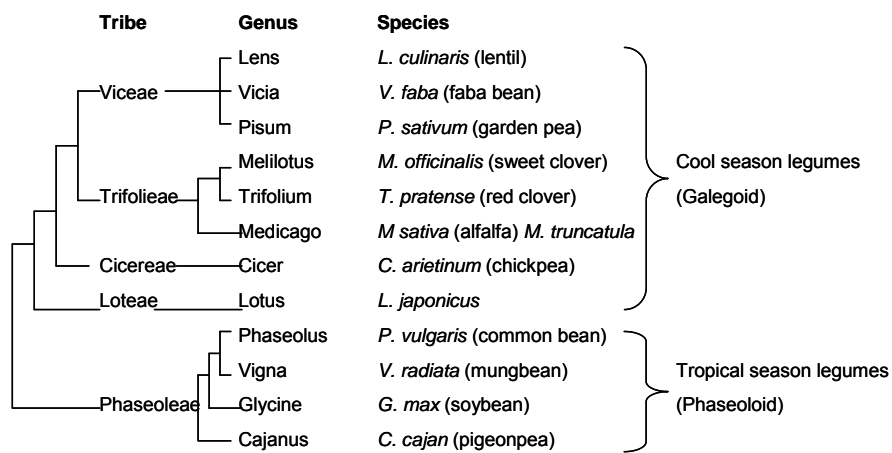 Tribe Genus Species
Lens L. culinaris (lentil)
Viceae Vicia V. faba (faba bean)
Pisum P. sativum (garden pea)
Melilotus M. officinalis (sweet clover) Cool season legumes
Trifolieae Trifolium T. pratense (red clover) (Galegoid)
Medicago M sativa (alfalfa) M. truncatula
Cicereae Cicer C. arietinum (chickpea)
Loteae Lotus L. japonicus
Phaseolus P. vulgaris (common bean)
Vigna V. radiata (mungbean) Tropical season legumes
Phaseoleae Glycine G. max (soybean) (Phaseoloid)
Cajanus C. cajan (pigeonpea)